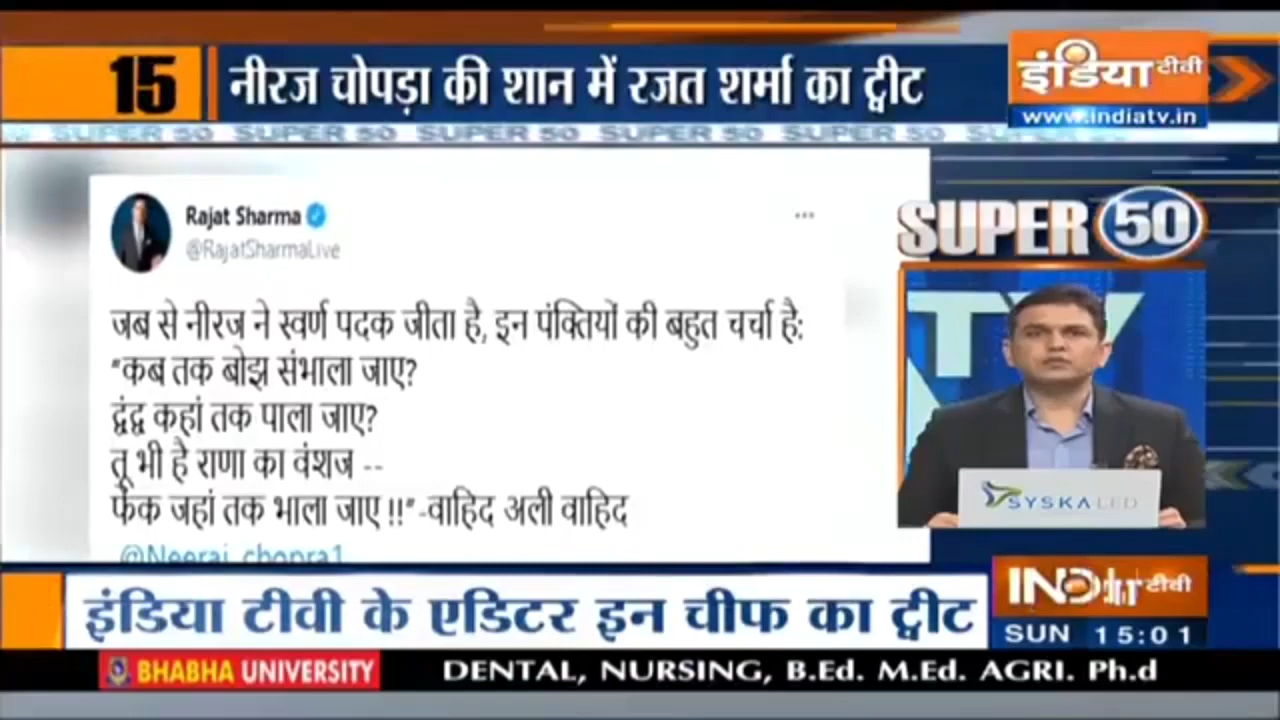 15
नीरज चोपड़ा की शान में रजत शर्मा का ट्वीट
इंडिया टीवी
www.indiatv.in
SUPER 50 SUPER 50 SUPER 50 SUPER 50 SUPER 50
Rajat Sharma
@RajatSharmaLive
...
जब से नीरज ने स्वर्ण पदक जीता है, इन पंक्तियों की बहुत चर्चा है:
"कब तक बोझ संभाला जाए?
द्वंद्व कहां तक पाला जाए?
तू भी है राणा का वंशज --
फेंक जहां तक भाला जाए !!" -वाहिद अली वाहिद
@Neeraj_chopra1
SUPER 50
SYSKA LED
इंडिया टीवी के एडिटर इन चीफ का ट्वीट
टीवी
SUN 15:01
BHABHA UNIVERSITY
DENTAL, NURSING, B.Ed. M.Ed. AGRI. Ph.d